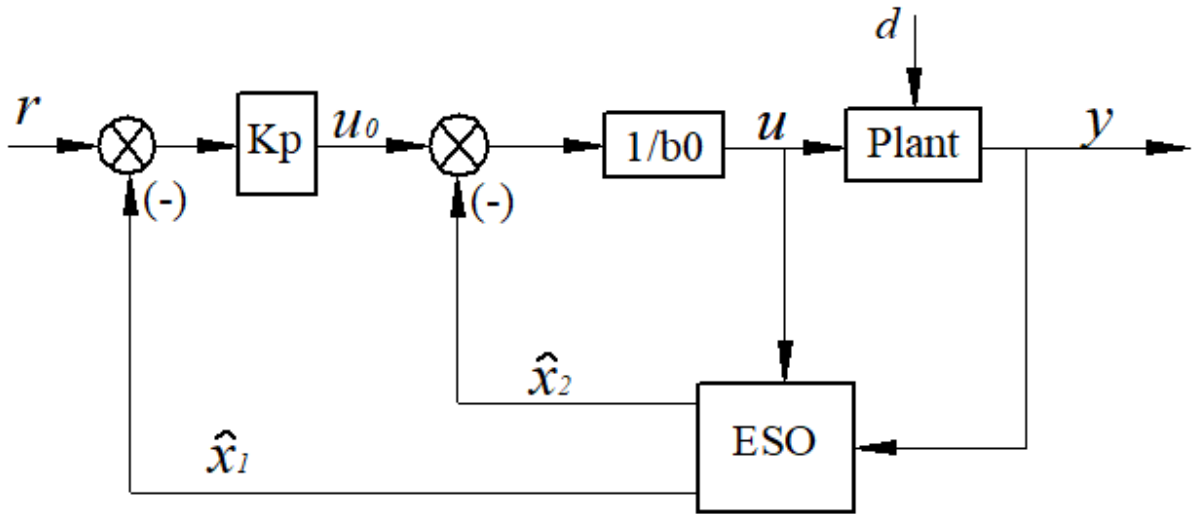 d
r
Kp
u₀
1/b0
u
Plant
y
(-)
(-)
x̂₂
ESO
x̂₁